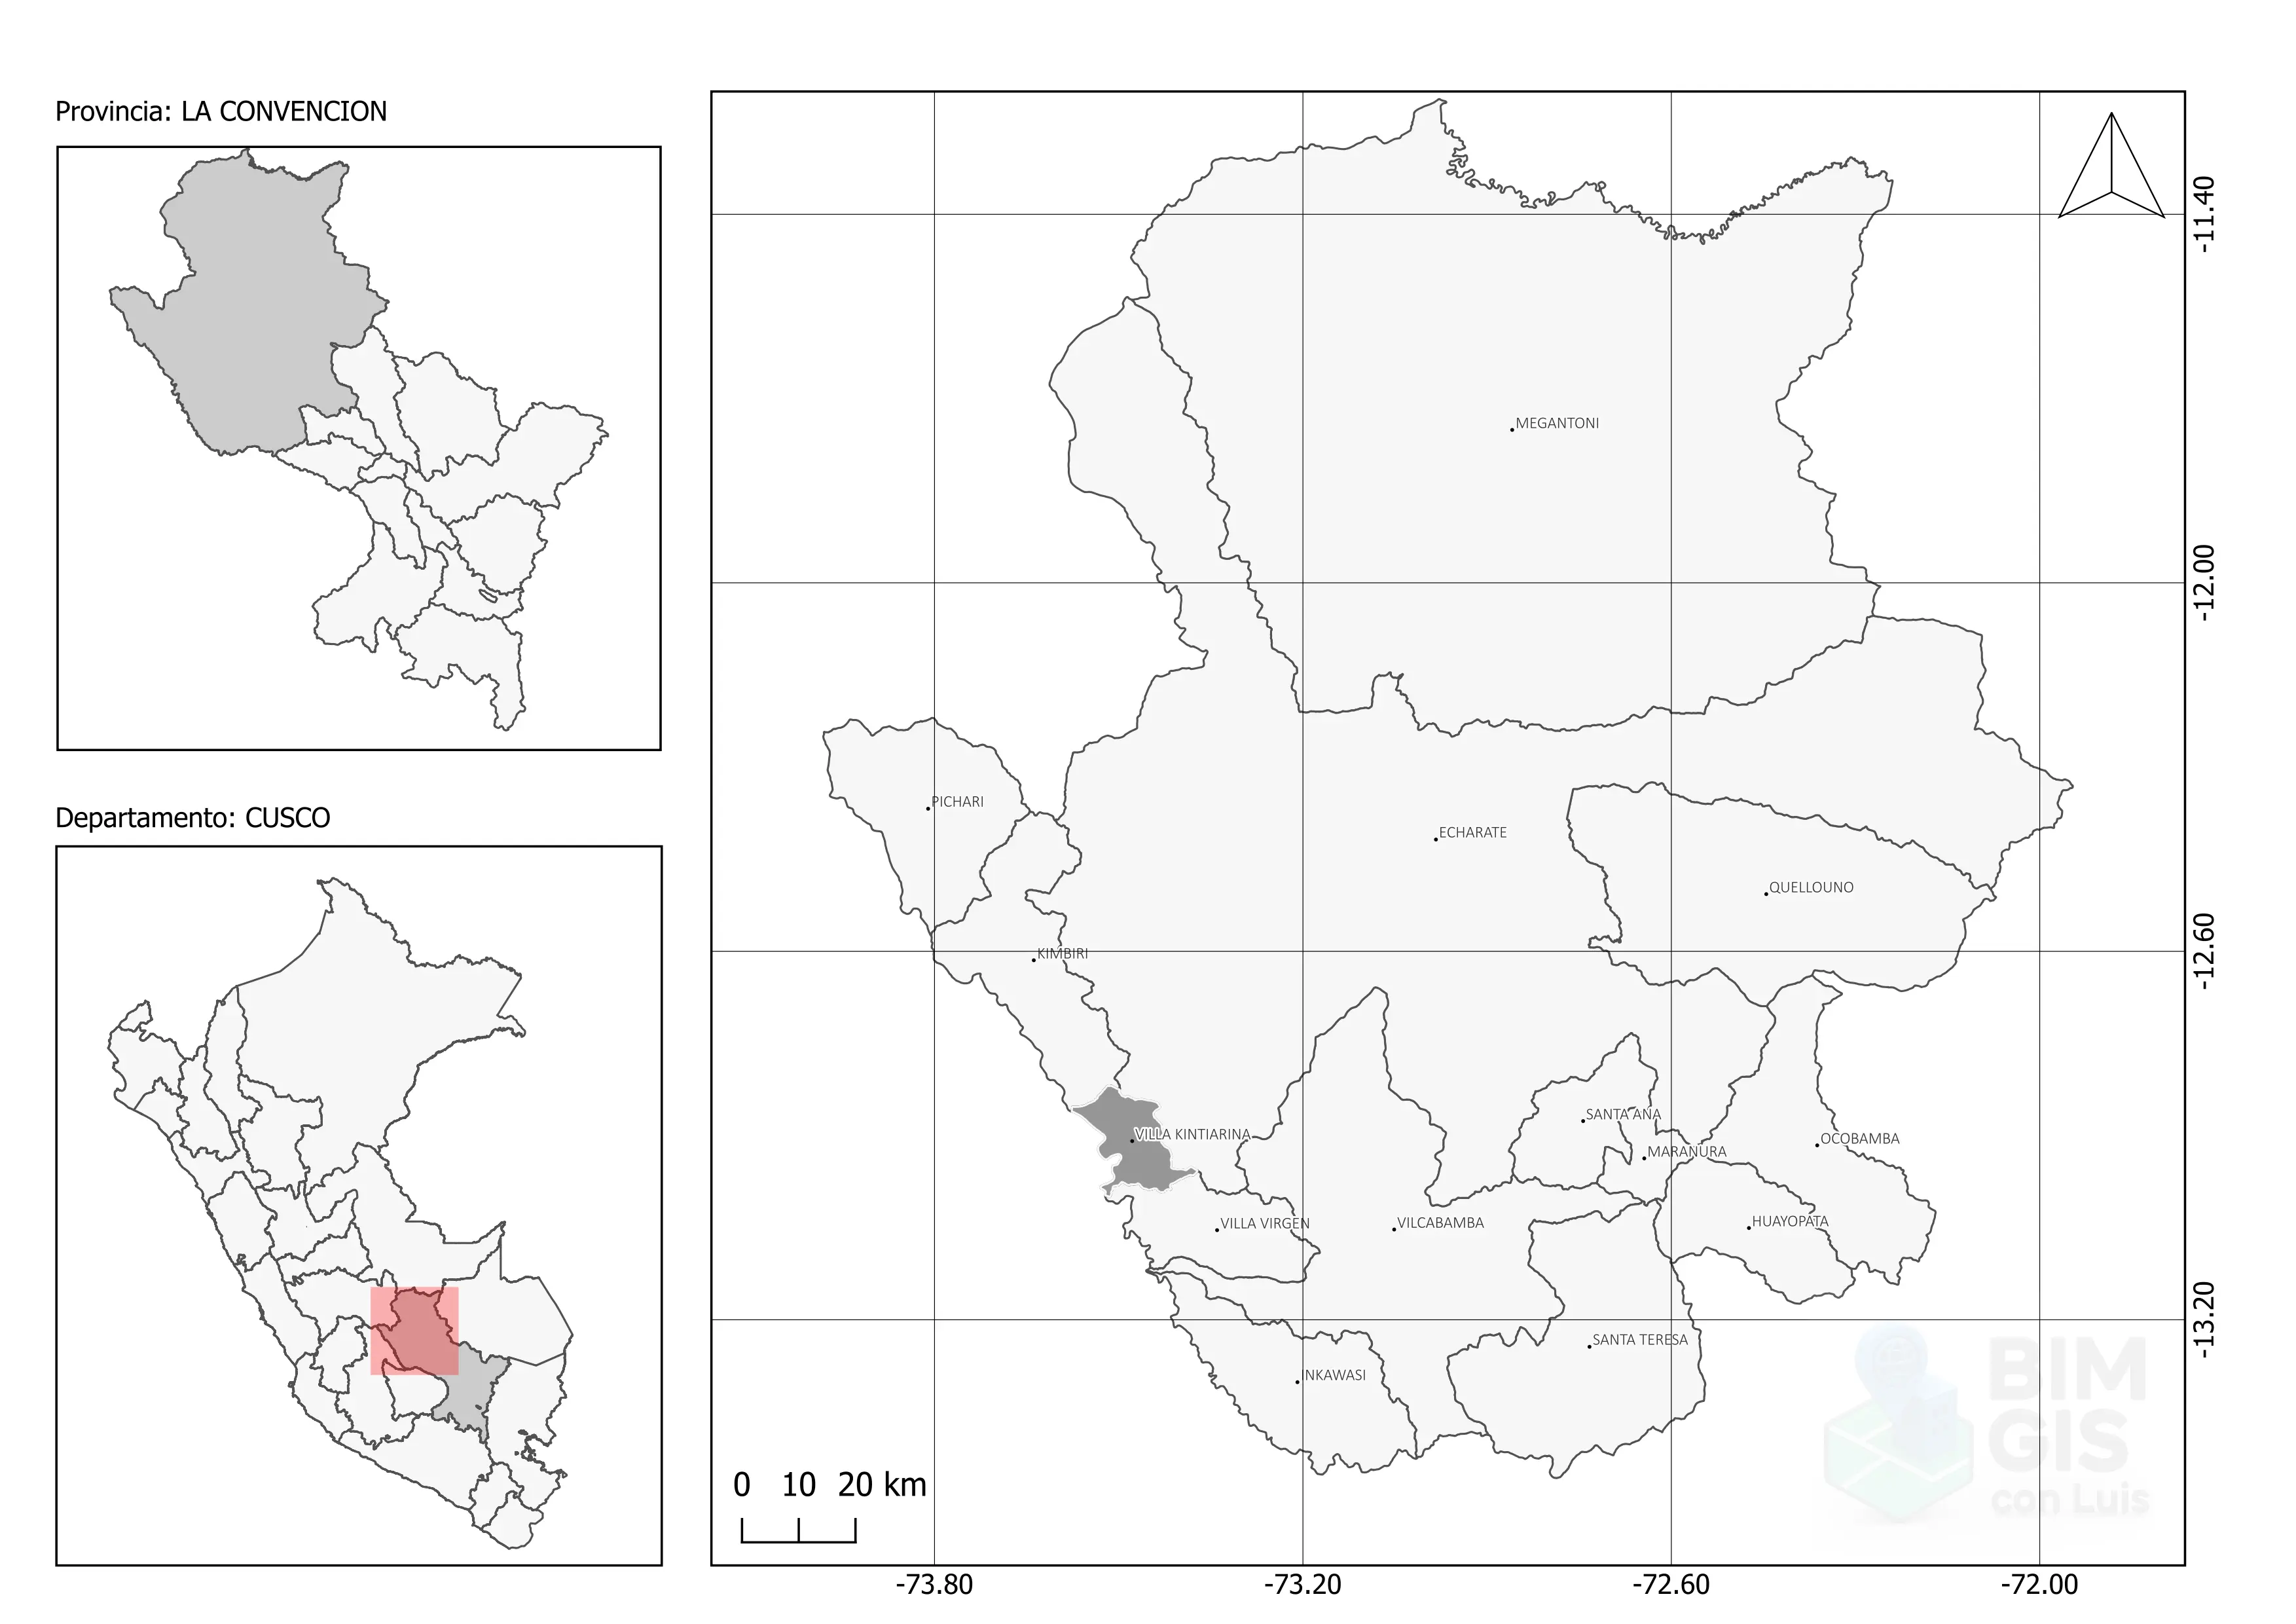 Provincia: LA CONVENCION
Departamento: CUSCO
MEGANTONI
PICHARI
ECHARATE
QUELLOUNO
KIMBIRI
SANTA ANA
VILLA KINTIARINA
OCOBAMBA
MARANURA
VILLA VIRGEN
VILCABAMBA
HUAYOPATA
SANTA TERESA
INKAWASI
-11.40
-12.00
-12.60
-13.20
0 10 20 km
-73.80 -73.20 -72.60 -72.00
BIM
GIS
con Luis